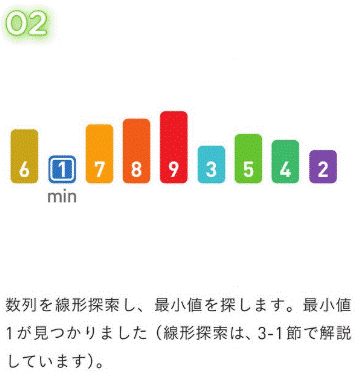 02
6 1 7 8 9 3 5 4 2
min
数列を線形探索し、最小値を探します。最小値
1が見つかりました（線形探索は、3-1節で解説
しています）。